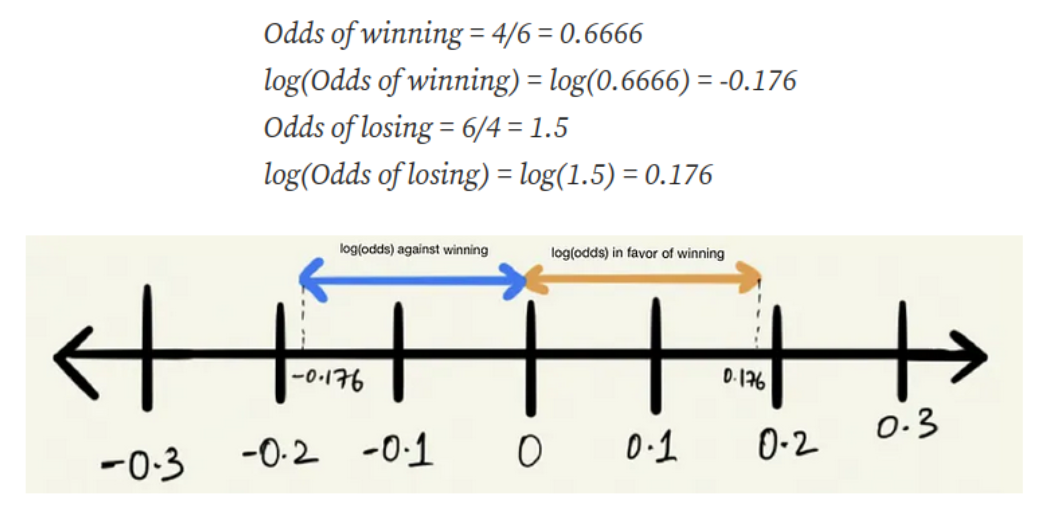 Odds of winning = 4/6 = 0.6666
log(Odds of winning) = log(0.6666) = -0.176
Odds of losing = 6/4 = 1.5
log(Odds of losing) = log(1.5) = 0.176
log(odds) against winning
log(odds) in favor of winning
-0.176
0.176
-0.3
-0.2
-0.1
0
0.1
0.2
0.3